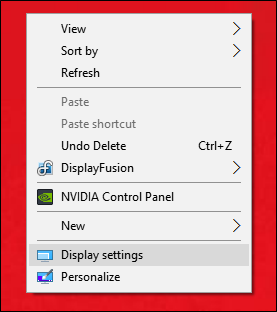 View
Sort by
Refresh
Paste
Paste shortcut
Undo Delete Ctrl+Z
DisplayFusion
NVIDIA Control Panel
New
Display settings
Personalize